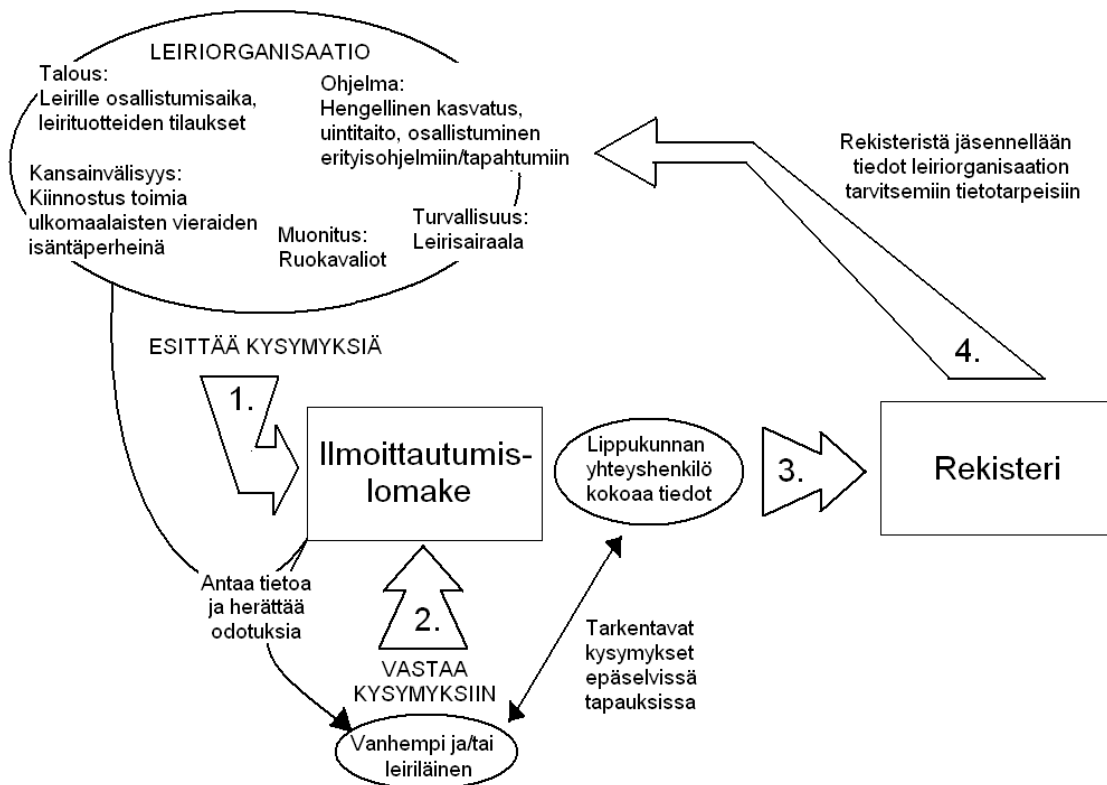 LEIRIORGANISAATIO
Talous:
Leirille osallistumisaika,
leirituotteiden tilaukset
Ohjelma:
Hengellinen kasvatus,
uintitaito, osallistuminen
erityisohjelmiin/tapahtumiin
Kansainvälisyys:
Kiinnostus toimia
ulkomaalaisten vieraiden
isäntäperheinä
Muonitus:
Ruokavaliot
Turvallisuus:
Leirisairaala
Rekisteristä jäsennellään
tiedot leiriorganisaation
tarvitsemiin tietotarpeisiin
4.
ESITTÄÄ KYSYMYKSIÄ
1.
Ilmoittautumis-
lomake
Lippukunnan
yhteyshenkilö
kokoaa tiedot
3.
Rekisteri
Antaa tietoa
ja herättää
odotuksia
2.
VASTAA
KYSYMYKSIIN
Tarkentavat
kysymykset
epäselvissä
tapauksissa
Vanhempi ja/tai
leiriläinen